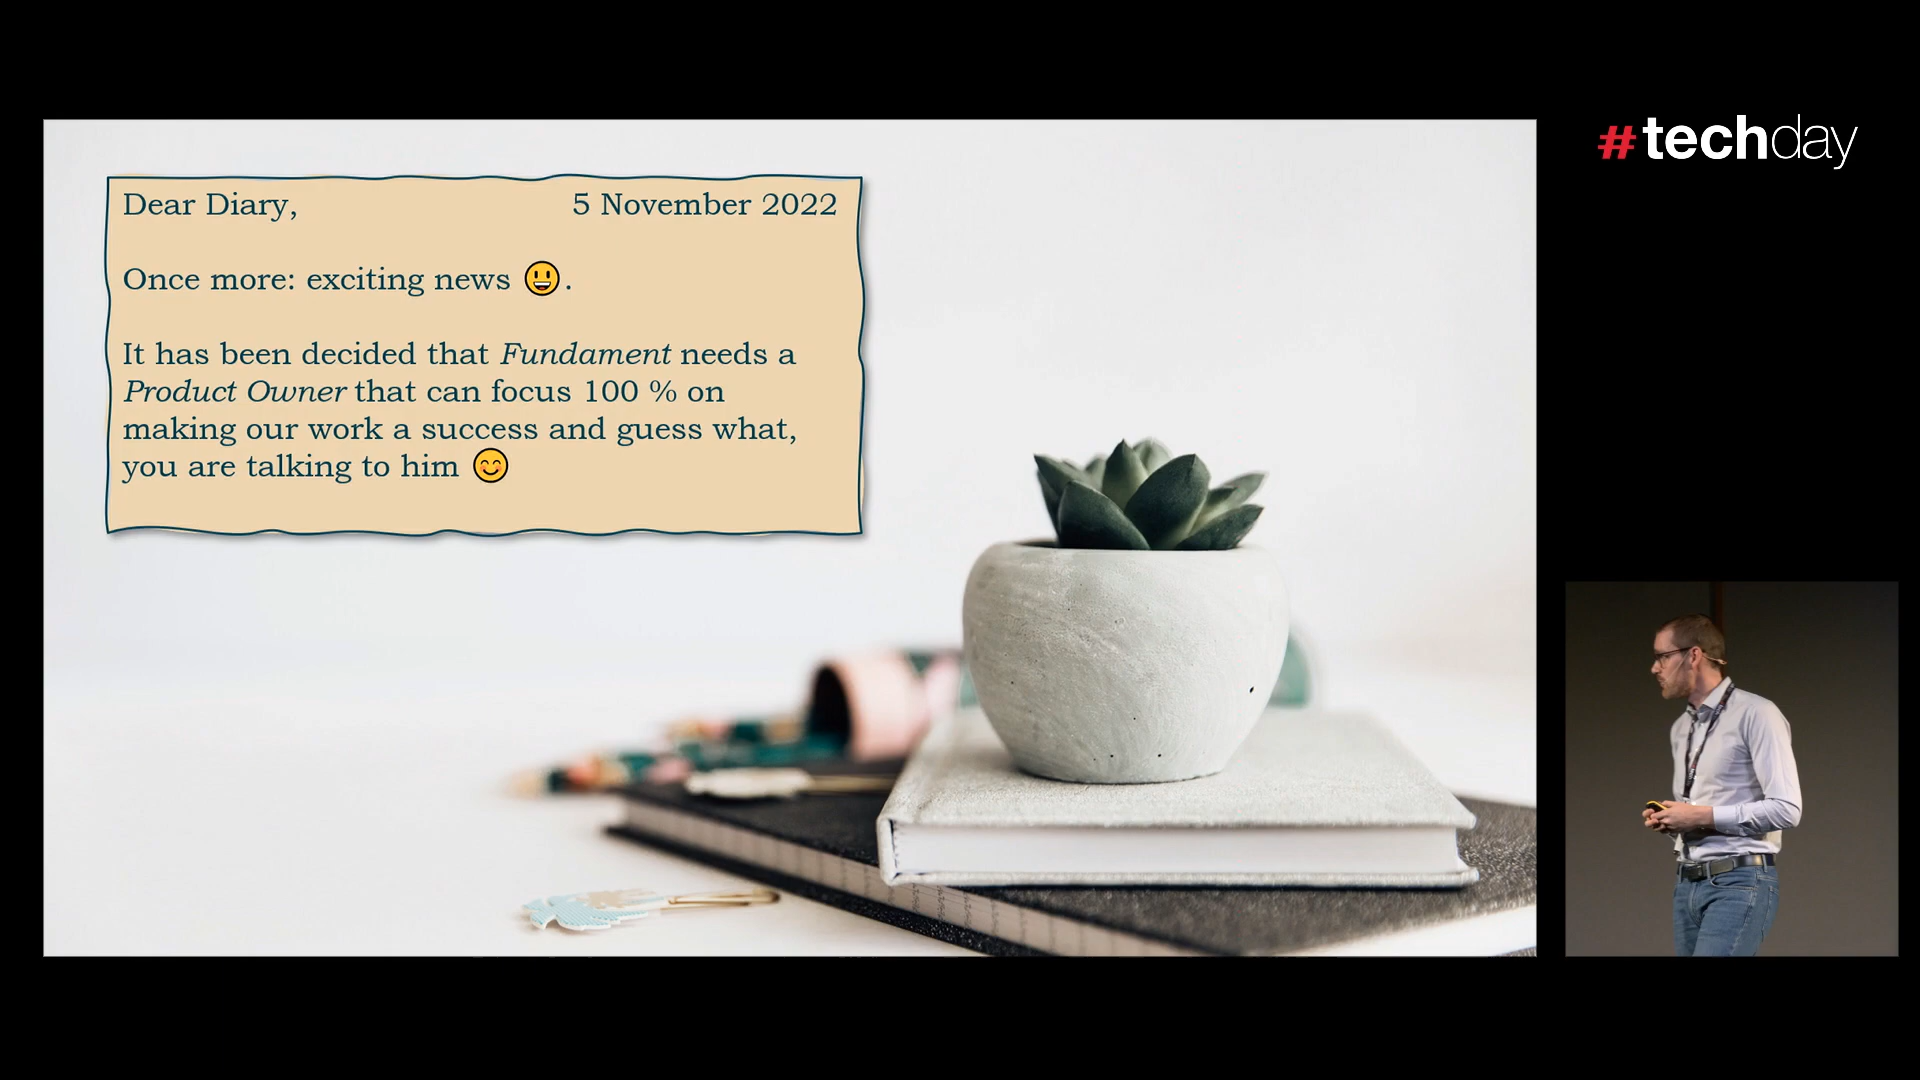 #techday
Dear Diary, 5 November 2022
Once more: exciting news 😃.
It has been decided that Fundament needs a
Product Owner that can focus 100 % on
making our work a success and guess what,
you are talking to him 😊